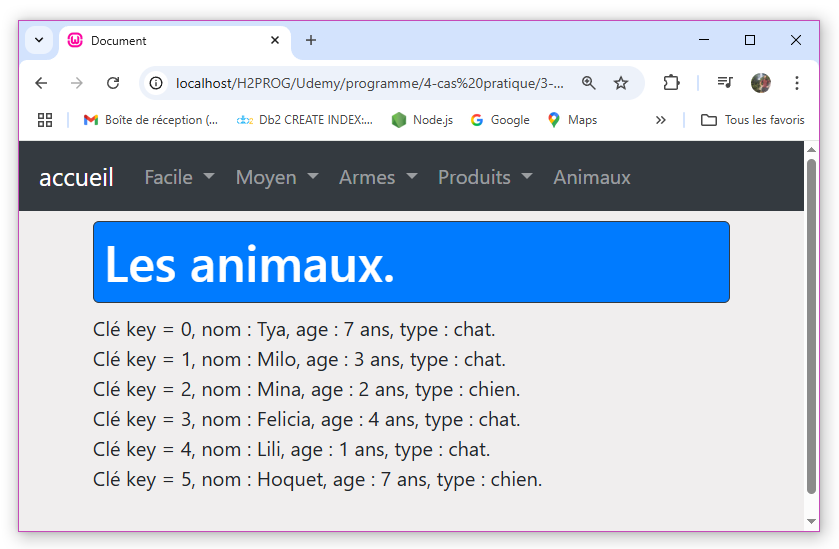 Document
localhost/H2PROG/Udemy/programme/4-cas%20pratique/3-...
Boîte de réception (...
Db2 CREATE INDEX:...
Node.js
Google
Maps
Tous les favoris
accueil
Facile
Moyen
Armes
Produits
Animaux
Les animaux.
Clé key = 0, nom : Tya, age : 7 ans, type : chat.
Clé key = 1, nom : Milo, age : 3 ans, type : chat.
Clé key = 2, nom : Mina, age : 2 ans, type : chien.
Clé key = 3, nom : Felicia, age : 4 ans, type : chat.
Clé key = 4, nom : Lili, age : 1 ans, type : chat.
Clé key = 5, nom : Hoquet, age : 7 ans, type : chien.